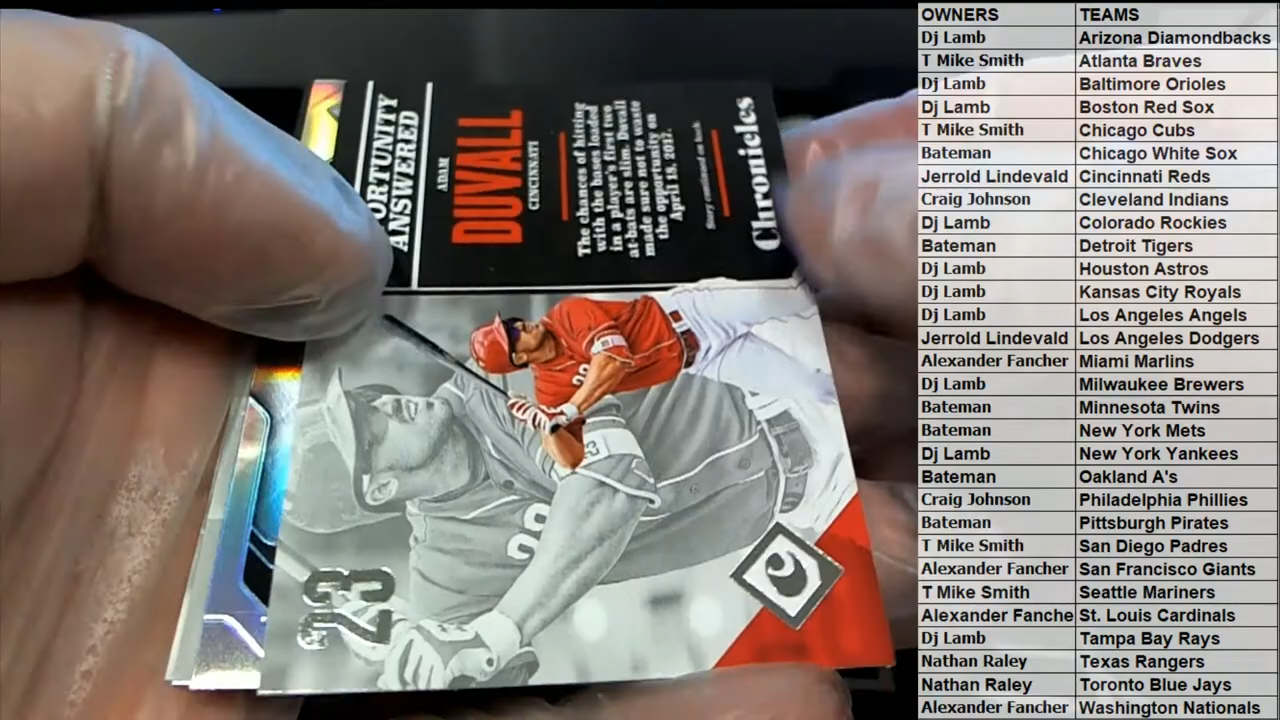 ORTUNITY
ANSWERED
ADAM
DUVALL
CINCINNATI
The chances of hitting
with the bases loaded
in a player's first two
at-bats are slim. Duvall
made sure not to waste
the opportunity on
April 18, 2017.
Story continued on back
Chronicles
23
23
OWNERS TEAMS
Dj Lamb Arizona Diamondbacks
T Mike Smith Atlanta Braves
Dj Lamb Baltimore Orioles
Dj Lamb Boston Red Sox
T Mike Smith Chicago Cubs
Bateman Chicago White Sox
Jerrold Lindevald Cincinnati Reds
Craig Johnson Cleveland Indians
Dj Lamb Colorado Rockies
Bateman Detroit Tigers
Dj Lamb Houston Astros
Dj Lamb Kansas City Royals
Dj Lamb Los Angeles Angels
Jerrold Lindevald Los Angeles Dodgers
Alexander Fancher Miami Marlins
Dj Lamb Milwaukee Brewers
Bateman Minnesota Twins
Bateman New York Mets
Dj Lamb New York Yankees
Bateman Oakland A's
Craig Johnson Philadelphia Phillies
Bateman Pittsburgh Pirates
T Mike Smith San Diego Padres
Alexander Fancher San Francisco Giants
T Mike Smith Seattle Mariners
Alexander Fanche St. Louis Cardinals
Dj Lamb Tampa Bay Rays
Nathan Raley Texas Rangers
Nathan Raley Toronto Blue Jays
Alexander Fancher Washington Nationals